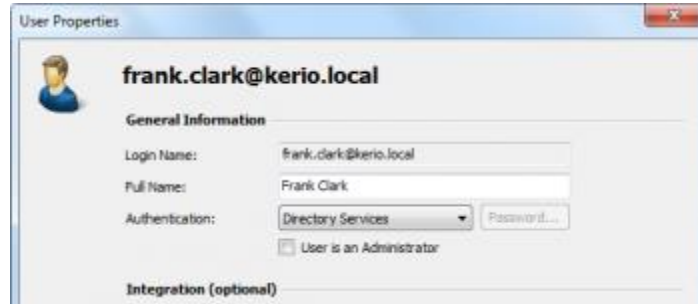 User Properties
frank.clark@kerio.local
General Information
Login Name: frank.clark@kerio.local
Full Name: Frank Clark
Authentication: Directory Services Password...
User is an Administrator
Integration (optional)